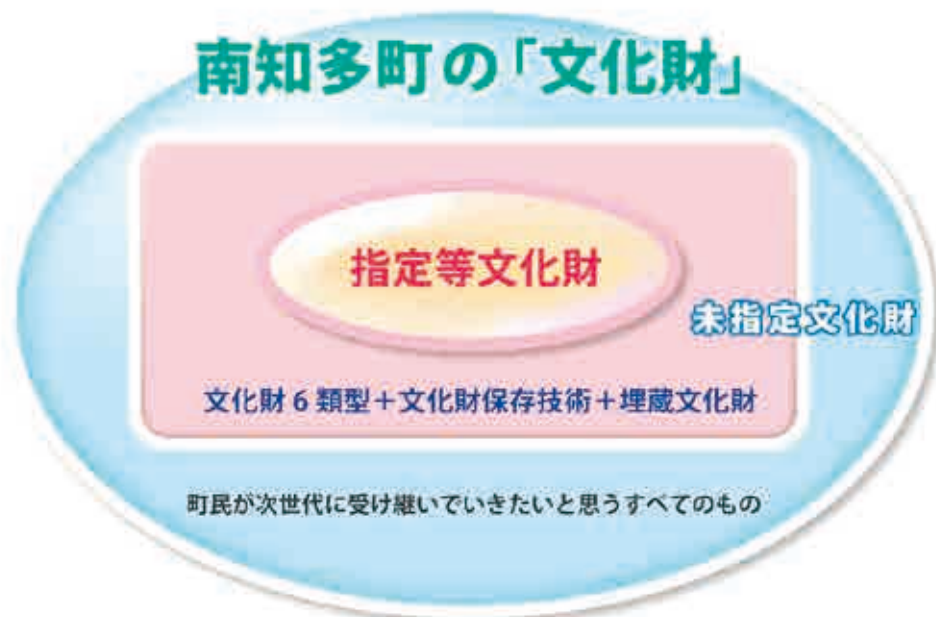 南知多町の「文化財」
指定等文化財
未指定文化財
文化財6類型＋文化財保存技術＋埋蔵文化財
町民が次世代に受け継いでいきたいと思うすべてのもの